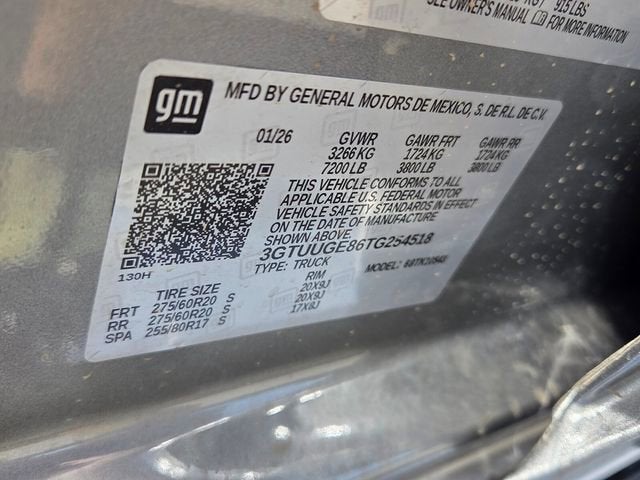 915 LBS
SEE OWNER'S MANUAL FOR MORE INFORMATION
gm
MFD BY GENERAL MOTORS DE MEXICO, S. DE R.L. DE C.V.
01/26 GVWR GAWR FRT GAWR RR
3266 KG 1724 KG 1724 KG
7200 LB 3800 LB 3800 LB
THIS VEHICLE CONFORMS TO ALL
APPLICABLE U.S. FEDERAL MOTOR
VEHICLE SAFETY STANDARDS IN EFFECT
ON THE DATE OF MANUFACTURE
SHOWN ABOVE.
3GTUUGE86TG254518
TYPE: TRUCK MODEL:
130H
TIRE SIZE RIM
FRT 275/60R20 S 20X9J
RR 275/60R20 S 20X9J
SPA 255/80R17 S 17X8J